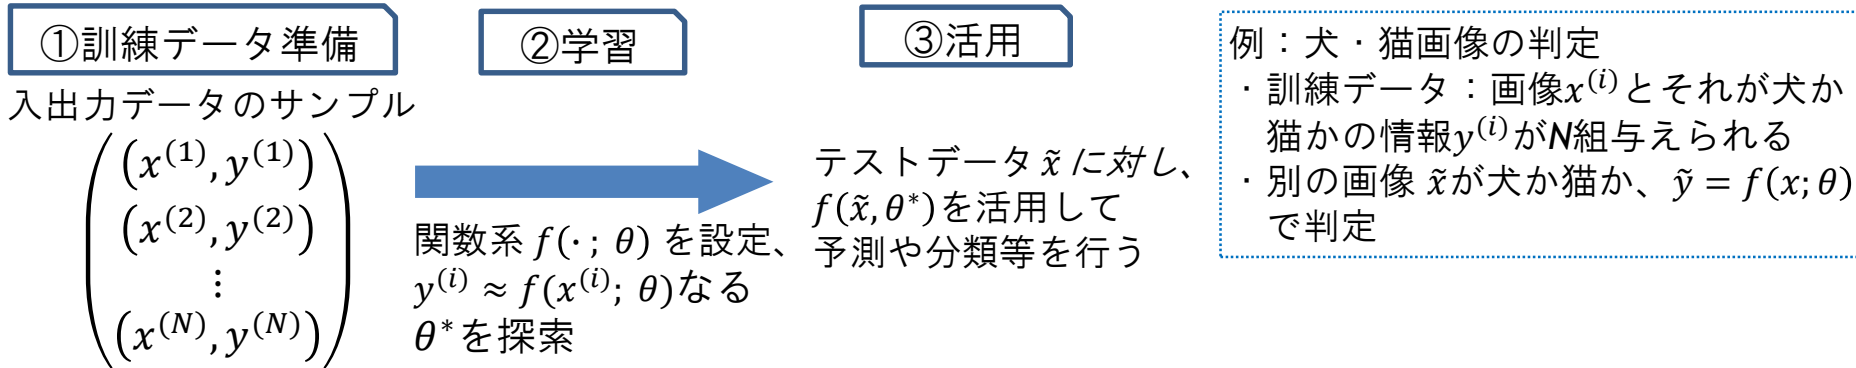 ①訓練データ準備
入出力データのサンプル
(x^{(1)}, y^{(1)})
(x^{(2)}, y^{(2)})
⋮
(x^{(N)}, y^{(N)})
②学習
関数系 f(·; θ) を設定、
y^{(i)} ≈ f(x^{(i)}; θ)なる
θ*を探索
③活用
テストデータ x̃ に対し、
f(x̃, θ*)を活用して
予測や分類等を行う
例：犬・猫画像の判定
・訓練データ：画像x^{(i)}とそれが犬か
猫かの情報y^{(i)}がN組与えられる
・別の画像 x̃が犬か猫か、ỹ = f(x; θ)
で判定